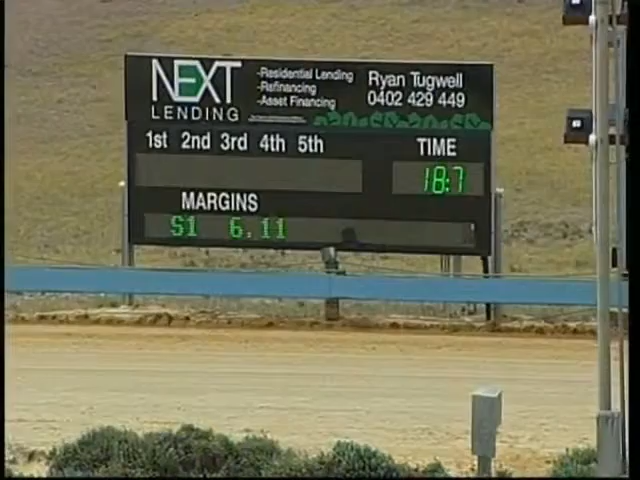 NEXT
LENDING
-Residential Lending
-Refinancing
-Asset Financing
Ryan Tugwell
0402 429 449
1st 2nd 3rd 4th 5th
TIME
18:7
MARGINS
S1 6.11